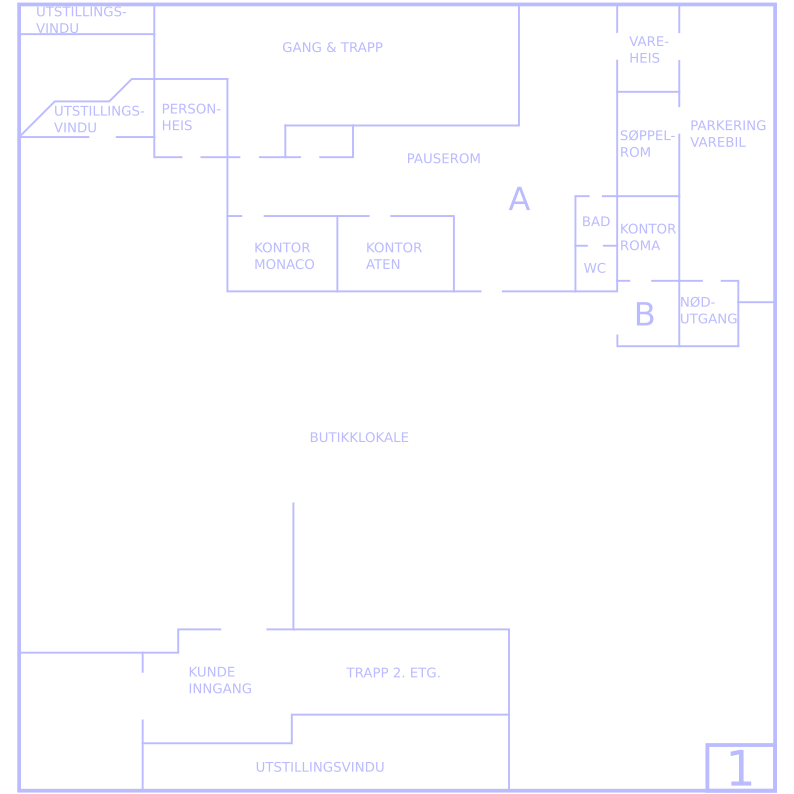 UTSTILLINGS-
VINDU
GANG & TRAPP
VARE-
HEIS
UTSTILLINGS-
VINDU
PERSON-
HEIS
PAUSEROM
SØPPEL-
ROM
PARKERING
VAREBIL
A
BAD
WC
KONTOR
ROMA
KONTOR
MONACO
KONTOR
ATEN
B
NØD-
UTGANG
BUTIKKLOKALE
KUNDE
INNGANG
TRAPP 2. ETG.
UTSTILLINGSVINDU
1